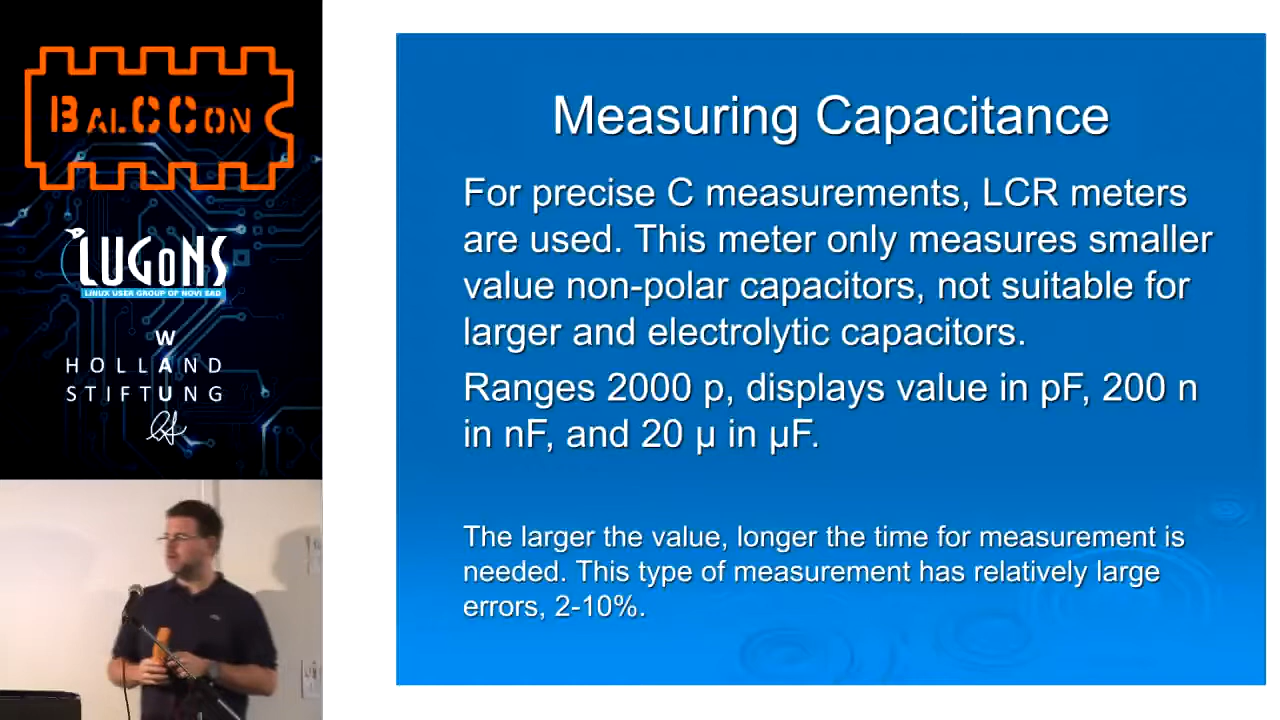 BALCCON
LUGONS
LINUX USER GROUP OF NOVI SAD
W
HOLLAND
STIFTUNG
Measuring Capacitance
For precise C measurements, LCR meters
are used. This meter only measures smaller
value non-polar capacitors, not suitable for
larger and electrolytic capacitors.
Ranges 2000 p, displays value in pF, 200 n
in nF, and 20 µ in µF.
The larger the value, longer the time for measurement is
needed. This type of measurement has relatively large
errors, 2-10%.